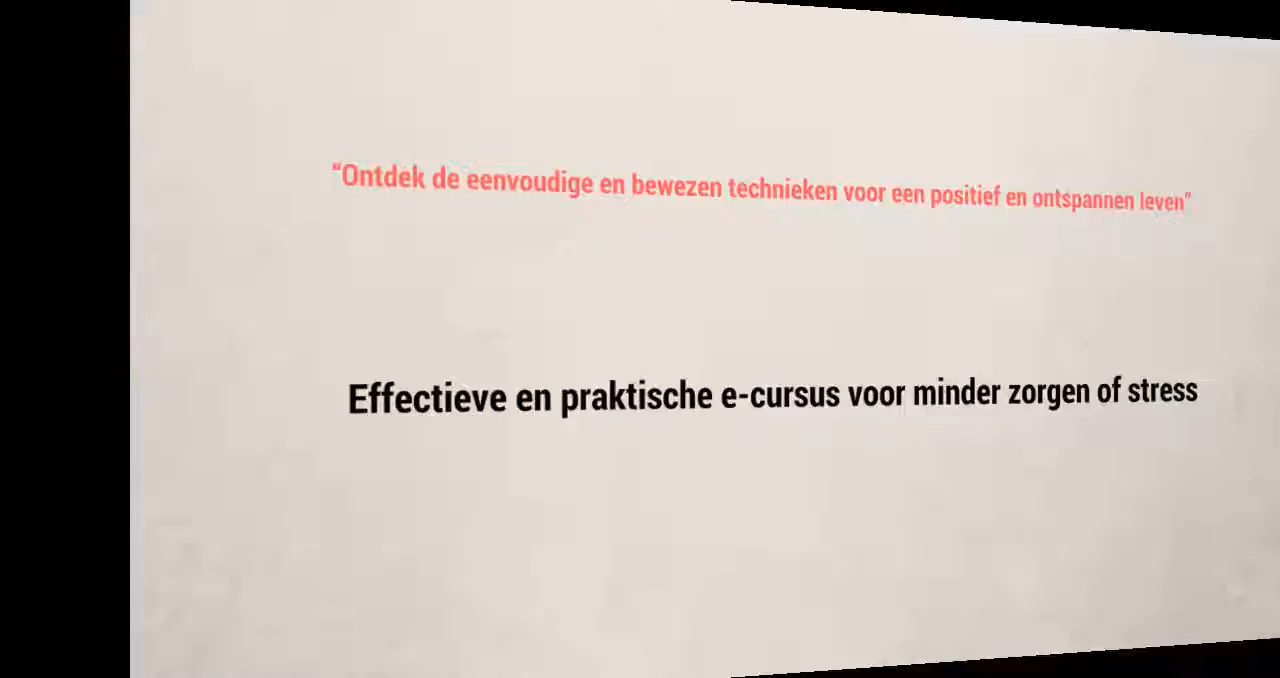 “Ontdek de eenvoudige en bewezen technieken voor een positief en ontspannen leven”
Effectieve en praktische e-cursus voor minder zorgen of stress